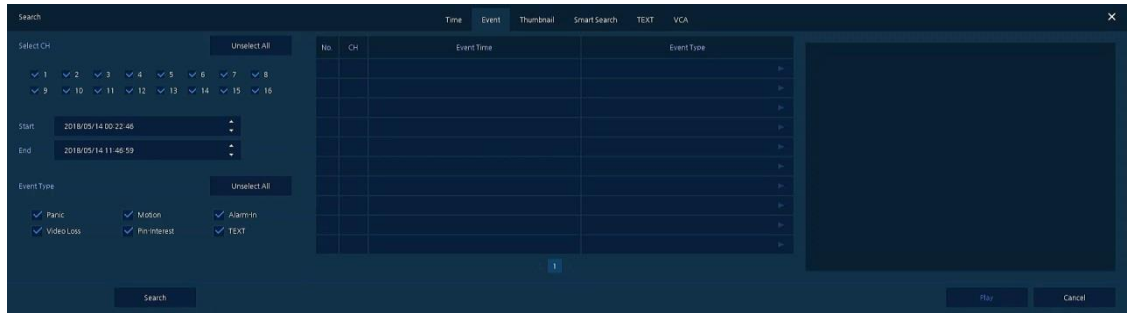 Search
Time Event Thumbnail Smart Search TEXT VCA
Select CH Unselect All
1 2 3 4 5 6 7 8
9 10 11 12 13 14 15 16
Start 2018/05/14 00:22:46
End 2018/05/14 11:46:59
Event Type Unselect All
Panic Motion Alarm-In
Video Loss Pin-Interest TEXT
Search
No. CH Event Time Event Type
1
Play Cancel